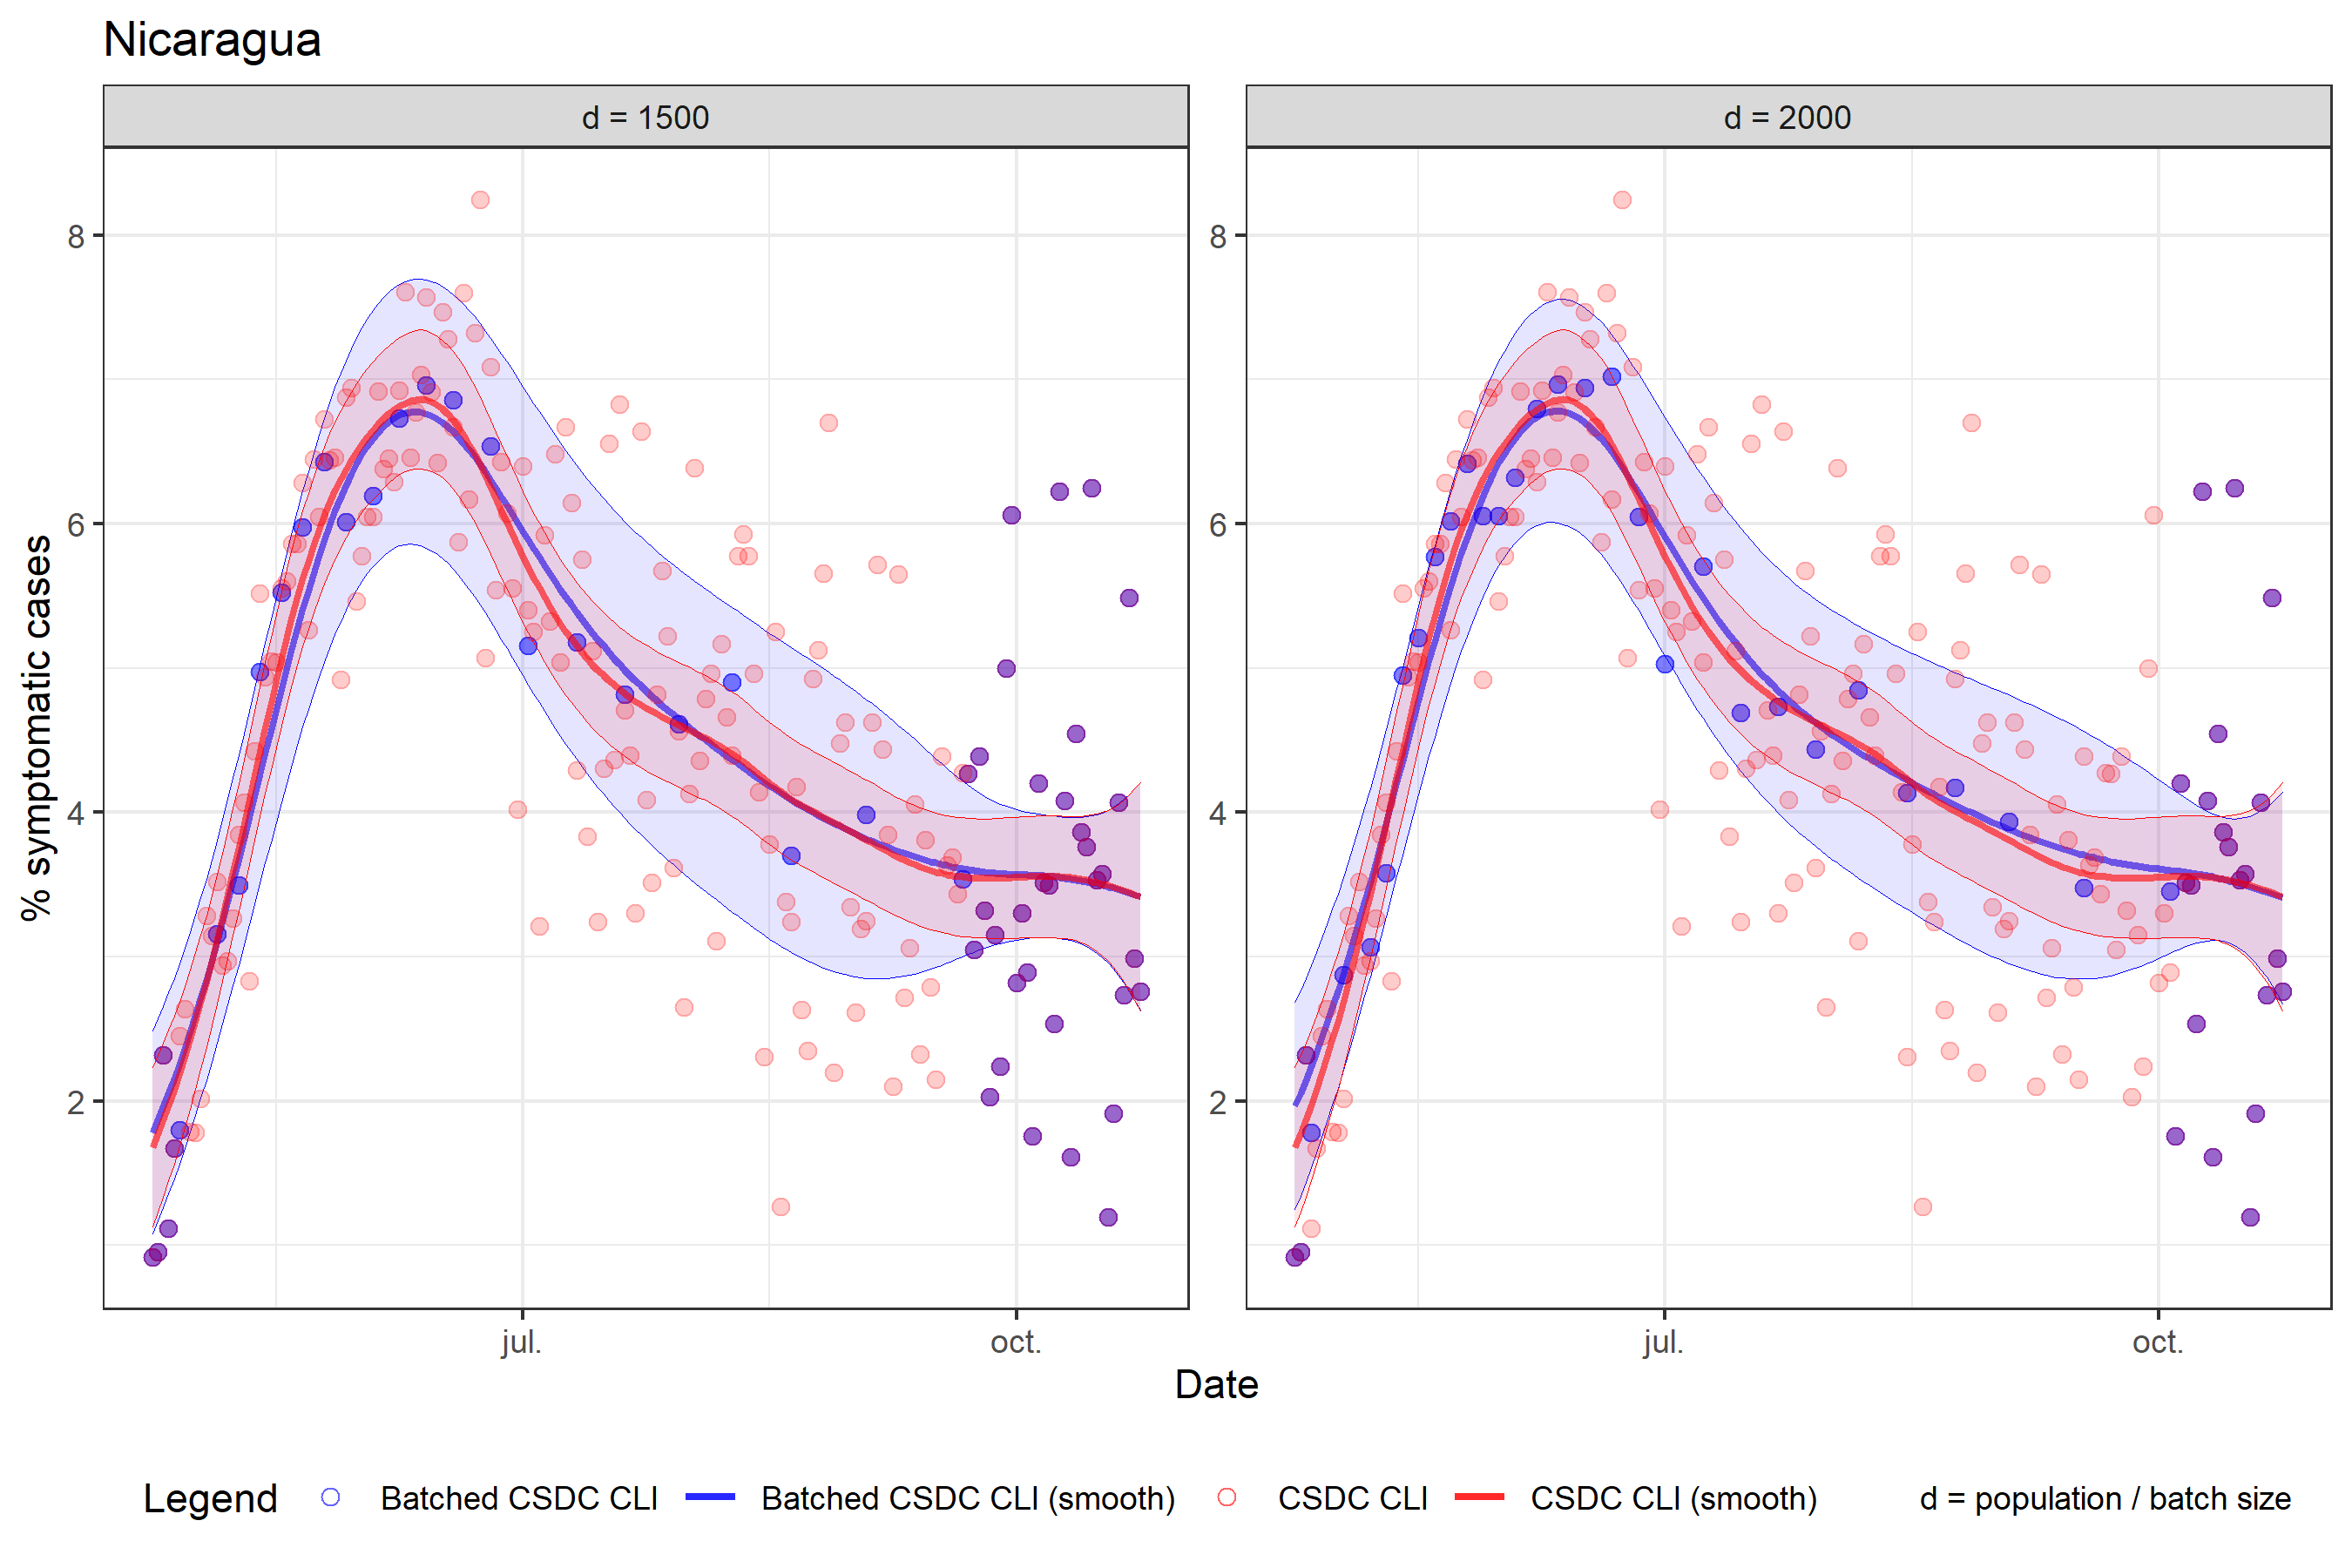 Nicaragua
d = 1500
d = 2000
% symptomatic cases
8
6
4
2
8
6
4
2
jul.
oct.
jul.
oct.
Date
Legend
Batched CSDC CLI
Batched CSDC CLI (smooth)
CSDC CLI
CSDC CLI (smooth)
d = population / batch size